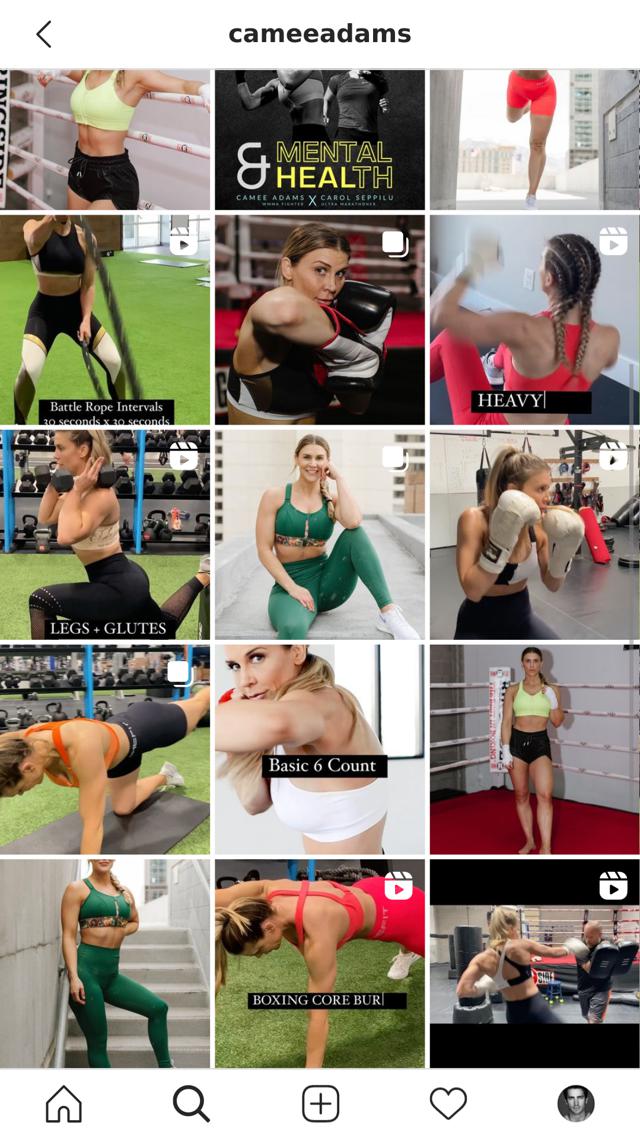 cameeadams
& MENTAL
HEALTH
CAMEE ADAMS X CAROL SEPPILU
WMMA FIGHTER ULTRA MARATHONER
Battle Rope Intervals
30 seconds x 30 seconds
HEAVY
LEGS + GLUTES
Basic 6 Count
BOXING CORE BUR